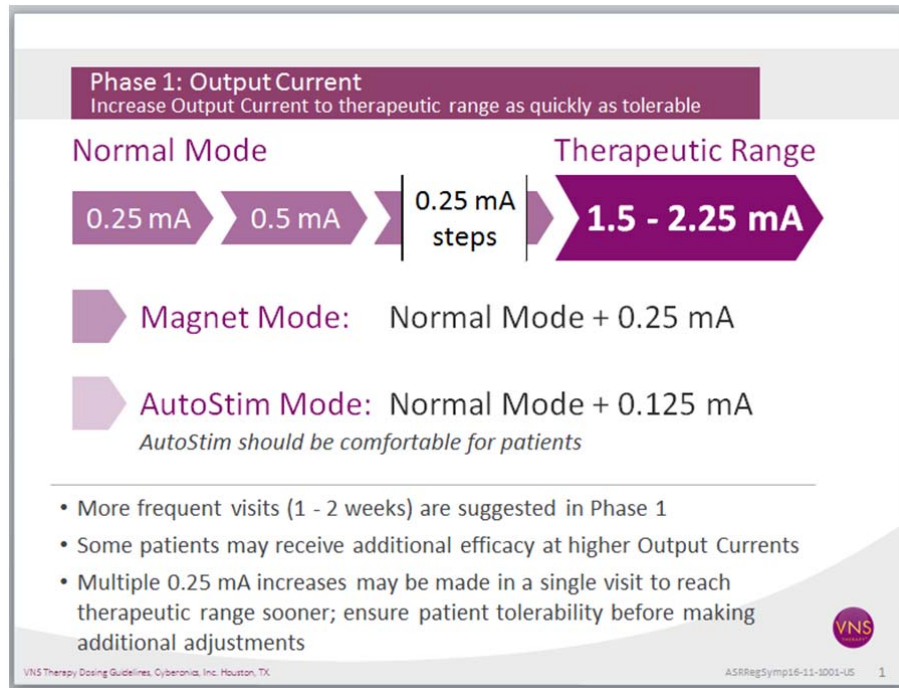 Phase 1: Output Current
Increase Output Current to therapeutic range as quickly as tolerable
Normal Mode
Therapeutic Range
0.25 mA
0.5 mA
0.25 mA
steps
1.5 - 2.25 mA
Magnet Mode: Normal Mode + 0.25 mA
AutoStim Mode: Normal Mode + 0.125 mA
AutoStim should be comfortable for patients
• More frequent visits (1 - 2 weeks) are suggested in Phase 1
• Some patients may receive additional efficacy at higher Output Currents
• Multiple 0.25 mA increases may be made in a single visit to reach
therapeutic range sooner; ensure patient tolerability before making
additional adjustments
VNS
THERAPY
VNS Therapy Dosing Guidelines, Cyberonics, Inc. Houston, TX
ASRRegSymp16-11-1001-US 1